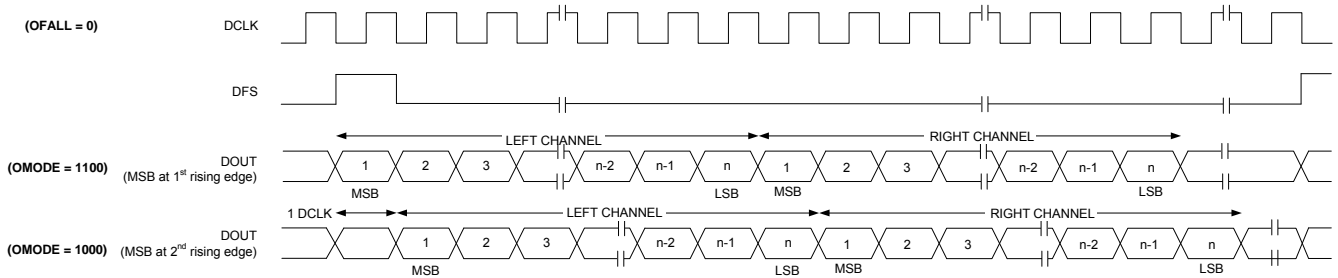 (OFALL = 0) DCLK
DFS
LEFT CHANNEL RIGHT CHANNEL
(OMODE = 1100) DOUT 1 2 3 n-2 n-1 n 1 2 3 n-2 n-1 n
(MSB at 1st rising edge)
MSB LSB MSB LSB
1 DCLK LEFT CHANNEL RIGHT CHANNEL
(OMODE = 1000) DOUT 1 2 3 n-2 n-1 n 1 2 3 n-2 n-1 n
(MSB at 2nd rising edge)
MSB LSB MSB LSB